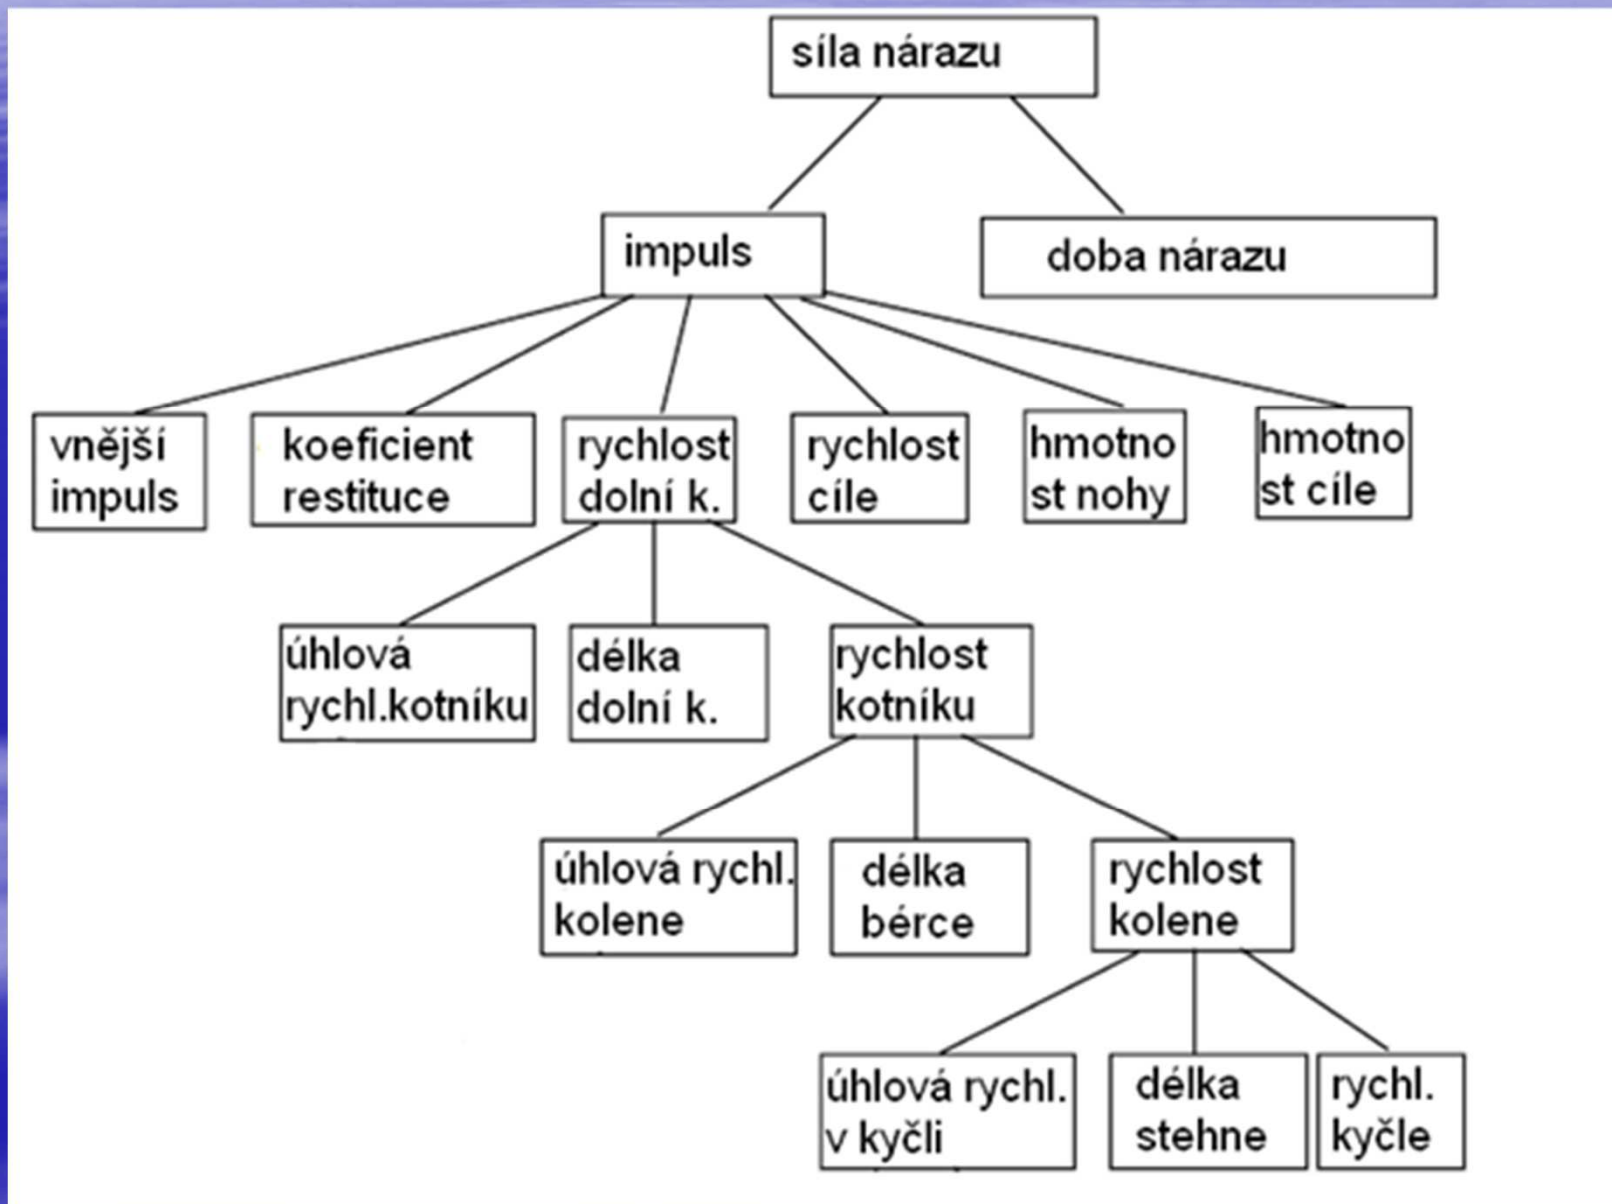 síla nárazu
impuls
doba nárazu
vnější
impuls
koeficient
restituce
rychlost
dolní k.
rychlost
cíle
hmotno
st nohy
hmotno
st cíle
úhlová
rychl.kotníku
délka
dolní k.
rychlost
kotníku
úhlová rychl.
kolene
délka
bérce
rychlost
kolene
úhlová rychl.
v kyčli
délka
stehne
rychl.
kyčle